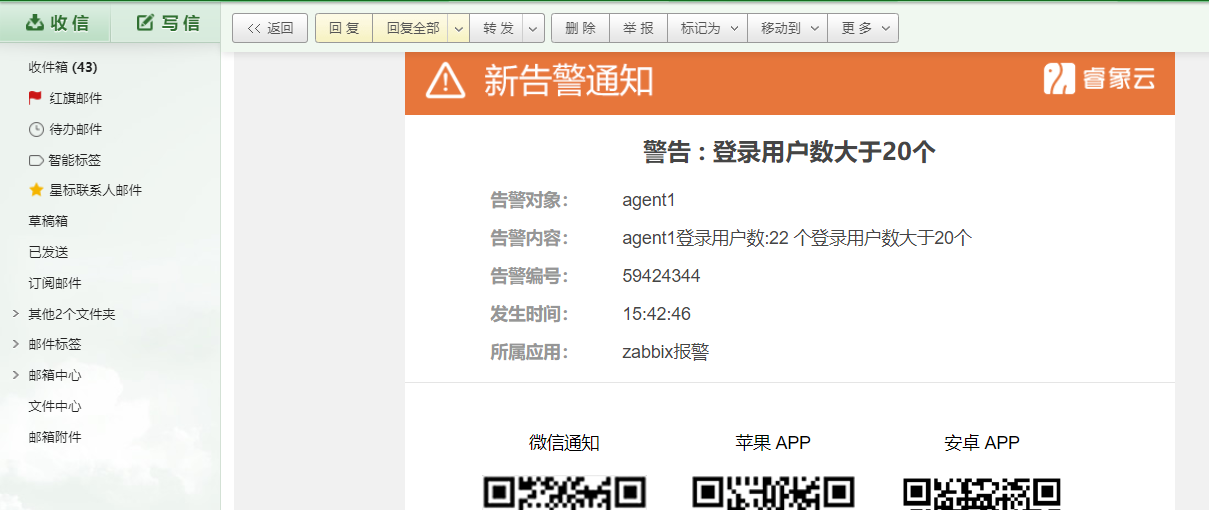 收信 写信
<< 返回 回复 回复全部 转发 删除 举报 标记为 移动到 更多
收件箱 (43)
红旗邮件
待办邮件
智能标签
星标联系人邮件
草稿箱
已发送
订阅邮件
其他2个文件夹
邮件标签
邮箱中心
文件中心
邮箱附件
新告警通知 睿象云
警告 : 登录用户数大于20个
告警对象: agent1
告警内容: agent1登录用户数:22 个登录用户数大于20个
告警编号: 59424344
发生时间: 15:42:46
所属应用: zabbix报警
微信通知 苹果 APP 安卓 APP